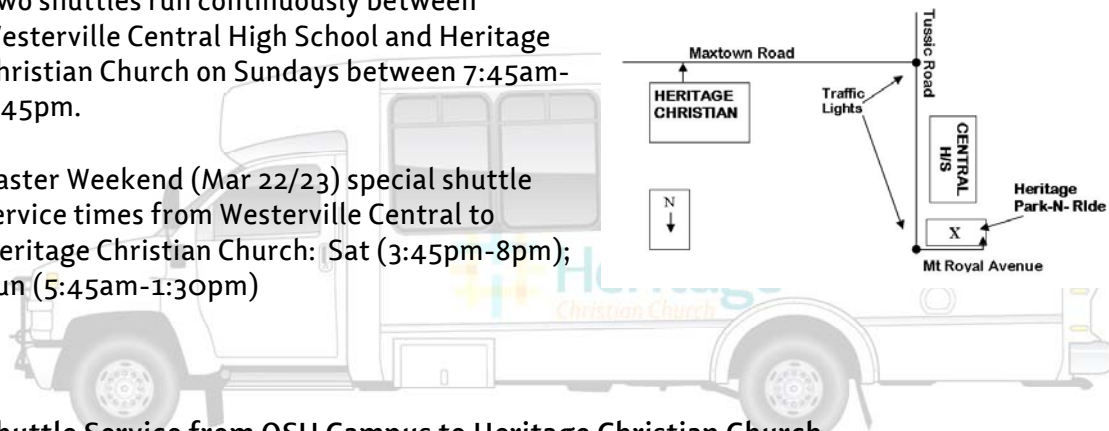 wo shuttles run continuously between
esterville Central High School and Heritage
hristian Church on Sundays between 7:45am-
:45pm.
aster Weekend (Mar 22/23) special shuttle
ervice times from Westerville Central to
eritage Christian Church: Sat (3:45pm-8pm);
un (5:45am-1:30pm)
Maxtown Road
Tussic Road
HERITAGE
CHRISTIAN
Traffic
Lights
CENTRAL
H/S
N
Heritage
Park-N-Ride
X
Mt Royal Avenue
Heritage
Christian Church
huttle Service from OSU Campus to Heritage Christian Church